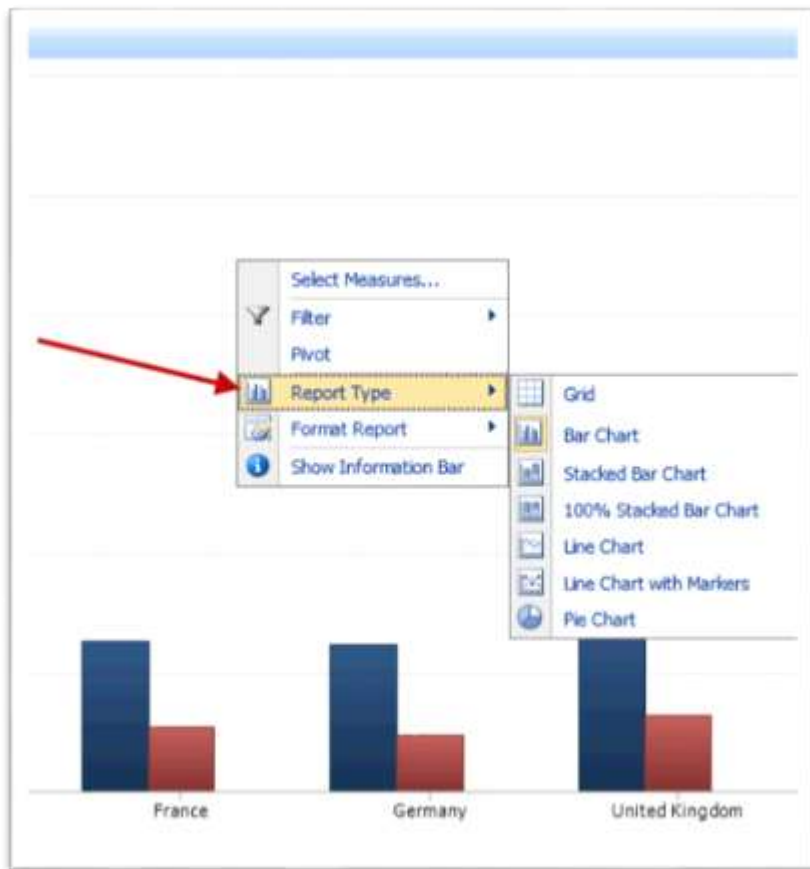 Select Measures...
Filter
Pivot
Report Type
Format Report
Show Information Bar
Grid
Bar Chart
Stacked Bar Chart
100% Stacked Bar Chart
Line Chart
Line Chart with Markers
Pie Chart
France Germany United Kingdom